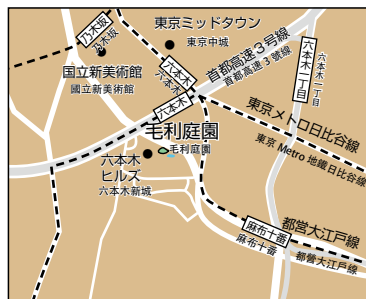 東京ミッドタウン
東京中城
乃木坂
乃木坂
国立新美術館
國立新美術館
六本木
六本木
首都高速3号線
首都高速3號線
六本木一丁目
六本木一丁目
六本木
毛利庭園
毛利庭園
六本木
ヒルズ
六本木新城
東京メトロ日比谷線
東京 Metro 地鐵日比谷線
麻布十番
麻布十番
都営大江戸線
都營大江戶線